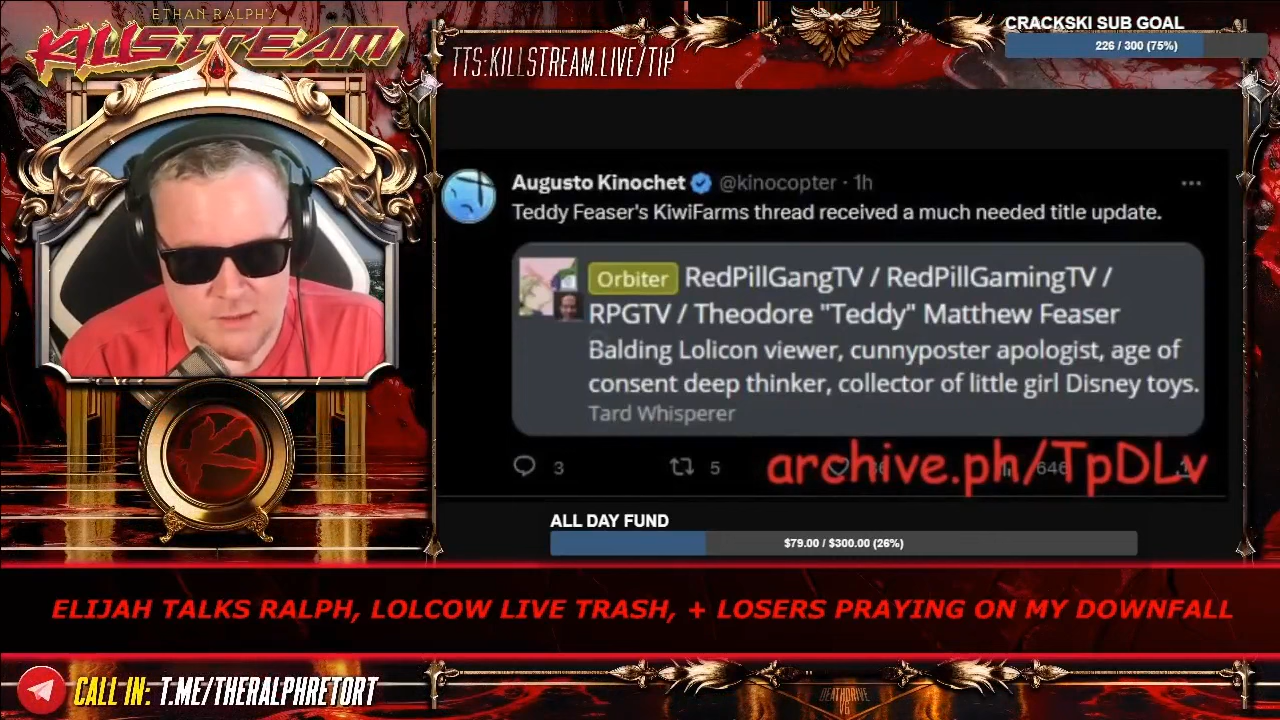 ETHAN RALPH'S
KILLSTREAM
TTS:KILLSTREAM.LIVE/TIP
CRACKSKI SUB GOAL
226 / 300 (75%)
Augusto Kinochet @kinocopter · 1h
Teddy Feaser's KiwiFarms thread received a much needed title update.
Orbiter RedPillGangTV / RedPillGamingTV /
RPGTV / Theodore "Teddy" Matthew Feaser
Balding Lolicon viewer, cunnyposter apologist, age of
consent deep thinker, collector of little girl Disney toys.
Tard Whisperer
3 5
archive.ph/TpDLv
ALL DAY FUND
$79.00 / $300.00 (26%)
ELIJAH TALKS RALPH, LOLCOW LIVE TRASH, + LOSERS PRAYING ON MY DOWNFALL
CALL IN: T.ME/THERALPHRETORT